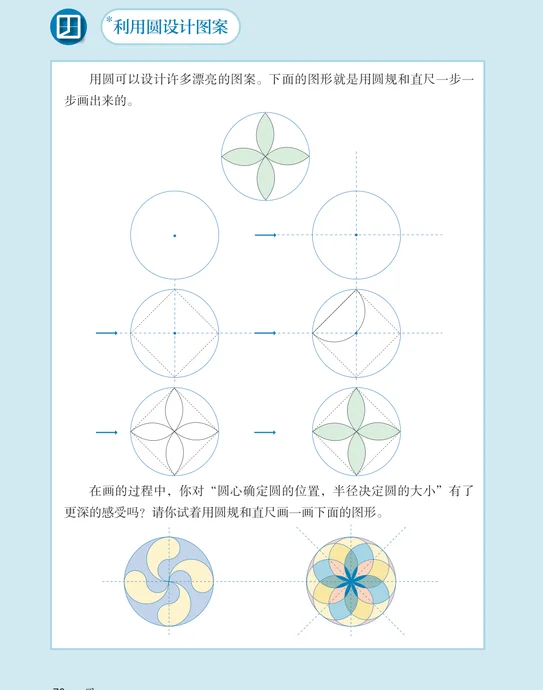 *利用圆设计图案
用圆可以设计许多漂亮的图案。下面的图形就是用圆规和直尺一步一
步画出来的。
在画的过程中，你对“圆心确定圆的位置，半径决定圆的大小”有了
更深的感受吗？请你试着用圆规和直尺画一画下面的图形。